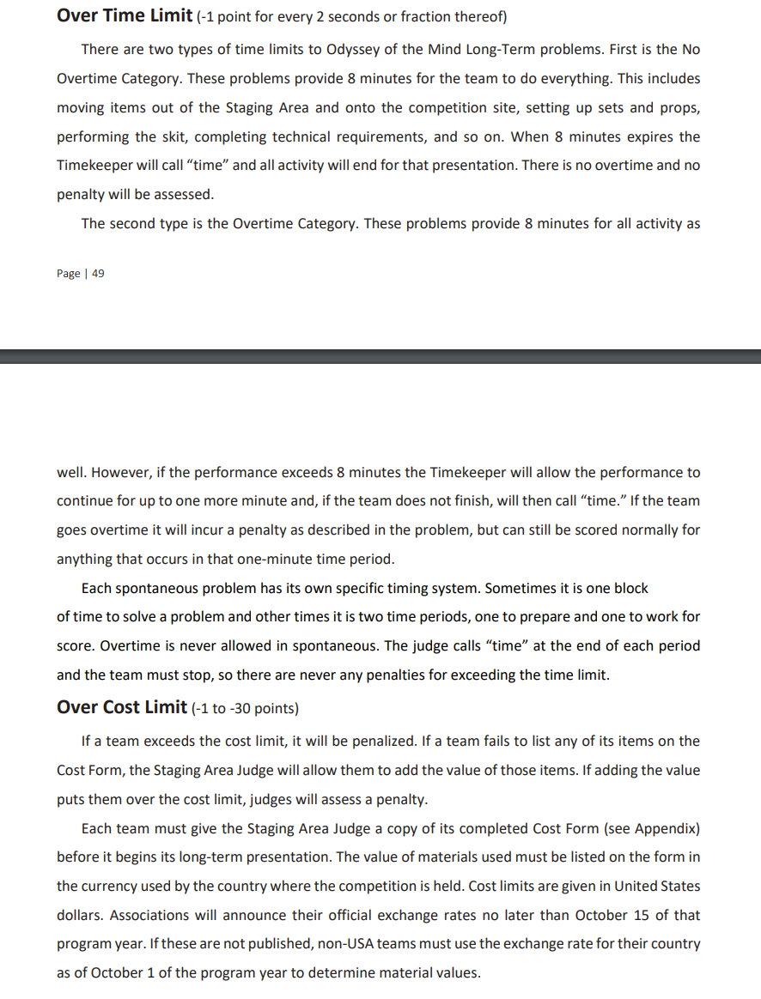 Over Time Limit (-1 point for every 2 seconds or fraction thereof)
There are two types of time limits to Odyssey of the Mind Long-Term problems. First is the No
Overtime Category. These problems provide 8 minutes for the team to do everything. This includes
moving items out of the Staging Area and onto the competition site, setting up sets and props,
performing the skit, completing technical requirements, and so on. When 8 minutes expires the
Timekeeper will call “time” and all activity will end for that presentation. There is no overtime and no
penalty will be assessed.
The second type is the Overtime Category. These problems provide 8 minutes for all activity as
Page | 49
well. However, if the performance exceeds 8 minutes the Timekeeper will allow the performance to
continue for up to one more minute and, if the team does not finish, will then call “time.” If the team
goes overtime it will incur a penalty as described in the problem, but can still be scored normally for
anything that occurs in that one-minute time period.
Each spontaneous problem has its own specific timing system. Sometimes it is one block
of time to solve a problem and other times it is two time periods, one to prepare and one to work for
score. Overtime is never allowed in spontaneous. The judge calls “time” at the end of each period
and the team must stop, so there are never any penalties for exceeding the time limit.
Over Cost Limit (-1 to -30 points)
If a team exceeds the cost limit, it will be penalized. If a team fails to list any of its items on the
Cost Form, the Staging Area Judge will allow them to add the value of those items. If adding the value
puts them over the cost limit, judges will assess a penalty.
Each team must give the Staging Area Judge a copy of its completed Cost Form (see Appendix)
before it begins its long-term presentation. The value of materials used must be listed on the form in
the currency used by the country where the competition is held. Cost limits are given in United States
dollars. Associations will announce their official exchange rates no later than October 15 of that
program year. If these are not published, non-USA teams must use the exchange rate for their country
as of October 1 of the program year to determine material values.